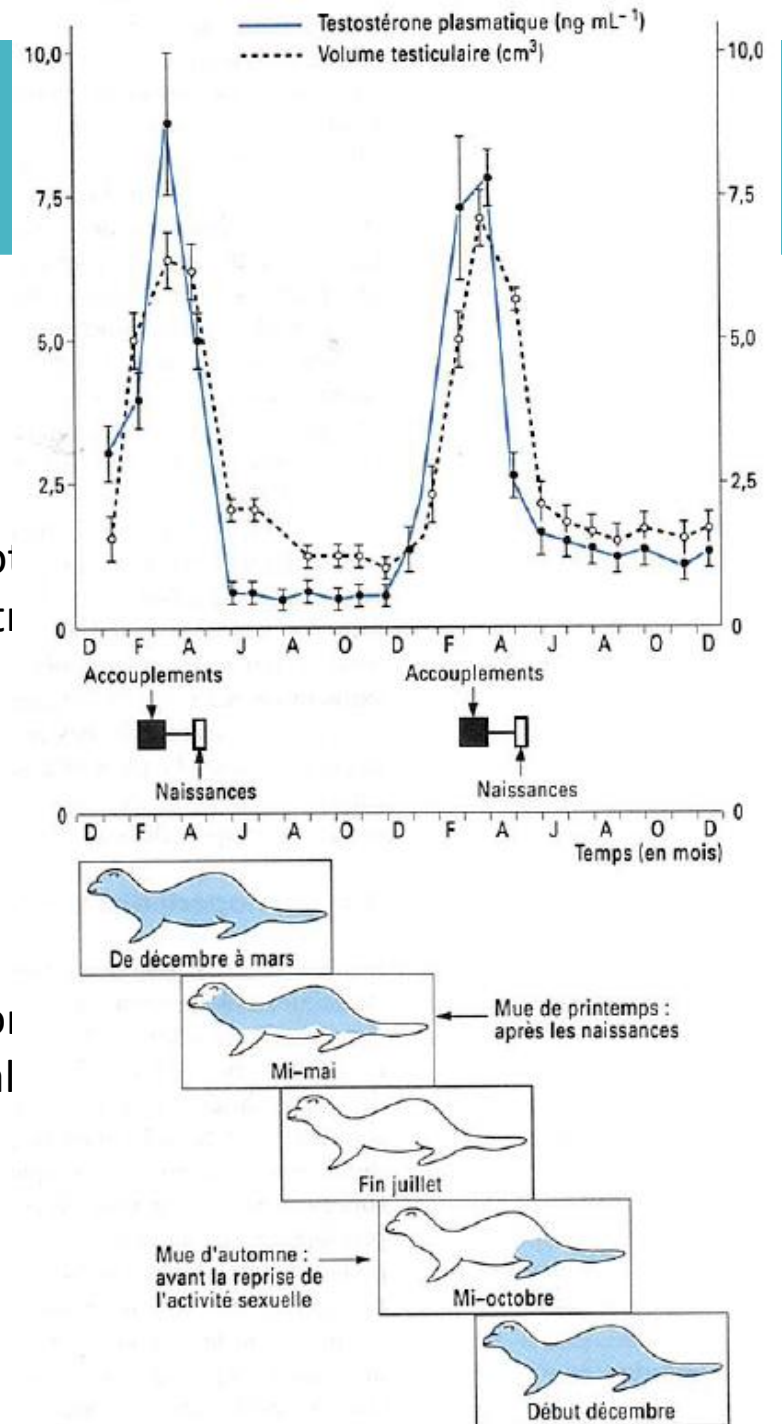 Testostérone plasmatique (ng mL⁻¹)
Volume testiculaire (cm³)
10,0
10,0
7,5
7,5
5,0
5,0
2,5
2,5
0
0
D F A J A O D F A J A O D
Accouplements
Accouplements
Naissances
Naissances
0
0
D F A J A O D F A J A O D
Temps (en mois)
De décembre à mars
Mue de printemps :
après les naissances
Mi-mai
Fin juillet
Mue d'automne :
avant la reprise de
l'activité sexuelle
Mi-octobre
Début décembre